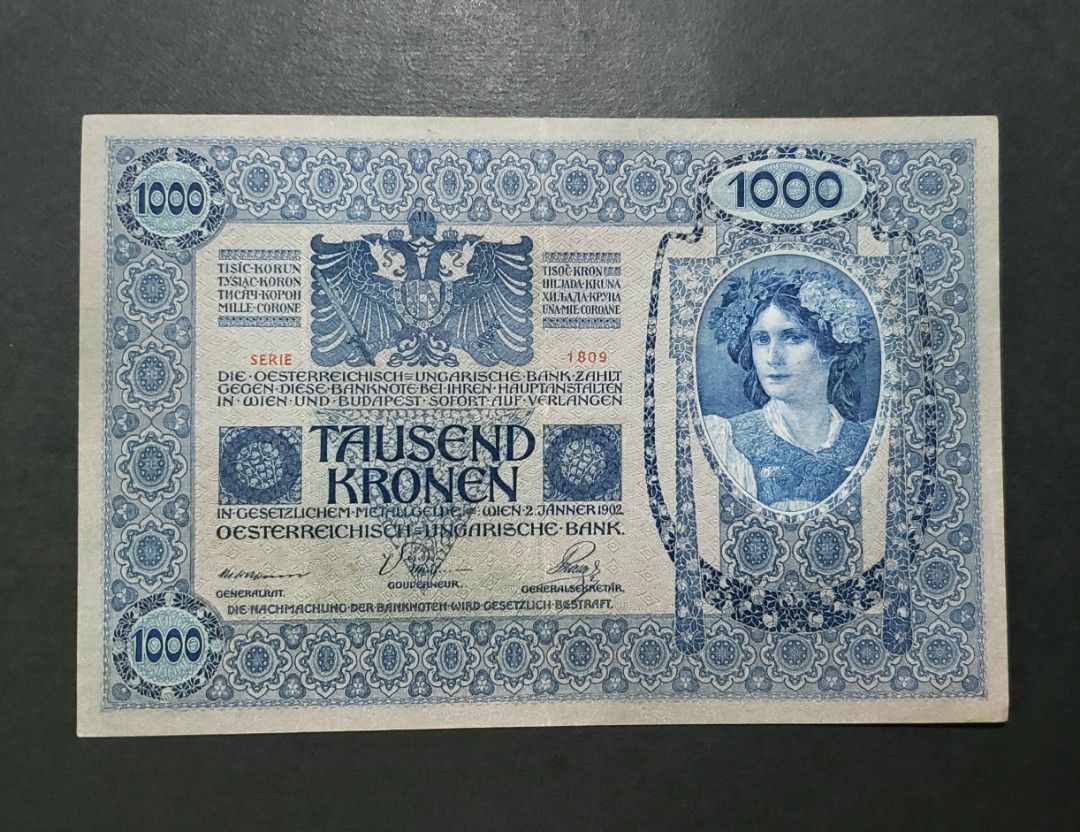 1000
1000
TISÍC·KORUN
TYSIĄC·KORON
ТИСЯЧ·КОРОН
MILLE·CORONE
TISOČ·KRON
HILJADA·KRUNA
ХИЉАДА·КРУНА
UNA·MIE·COROANE
SERIE 1809
DIE·OESTERREICHISCH=UNGARISCHE·BANK·ZAHLT
GEGEN·DIESE·BANKNOTE·BEI·IHREN·HAUPTANSTALTEN
IN·WIEN·UND·BUDAPEST·SOFORT·AUF·VERLANGEN
TAUSEND
KRONEN
IN·GESETZLICHEM·METALLGELDE=WIEN·2·JÄNNER·1902
OESTERREICHISCH=UNGARISCHE·BANK.
GENERALRAT.
GOUVERNEUR.
GENERALSEKRETÄR.
DIE·NACHMACHUNG·DER·BANKNOTEN·WIRD·GESETZLICH·BESTRAFT.
1000